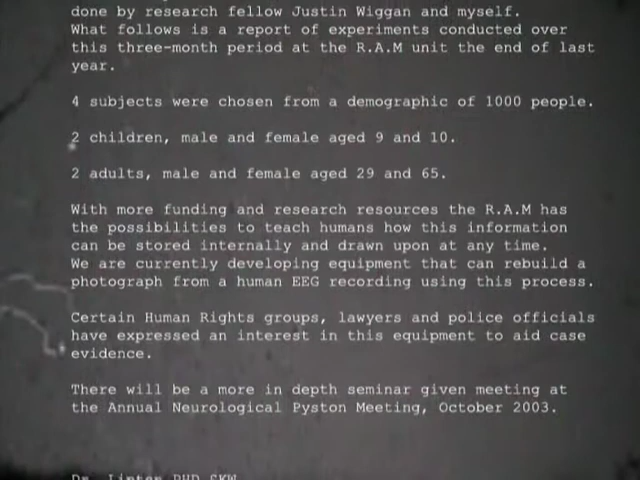 done by research fellow Justin Wiggan and myself.
What follows is a report of experiments conducted over
this three-month period at the R.A.M unit the end of last
year.
4 subjects were chosen from a demographic of 1000 people.
2 children, male and female aged 9 and 10.
2 adults, male and female aged 29 and 65.
With more funding and research resources the R.A.M has
the possibilities to teach humans how this information
can be stored internally and drawn upon at any time.
We are currently developing equipment that can rebuild a
photograph from a human EEG recording using this process.
Certain Human Rights groups, lawyers and police officials
have expressed an interest in this equipment to aid case
evidence.
There will be a more in depth seminar given meeting at
the Annual Neurological Pyston Meeting, October 2003.
Dr. Linton PHD